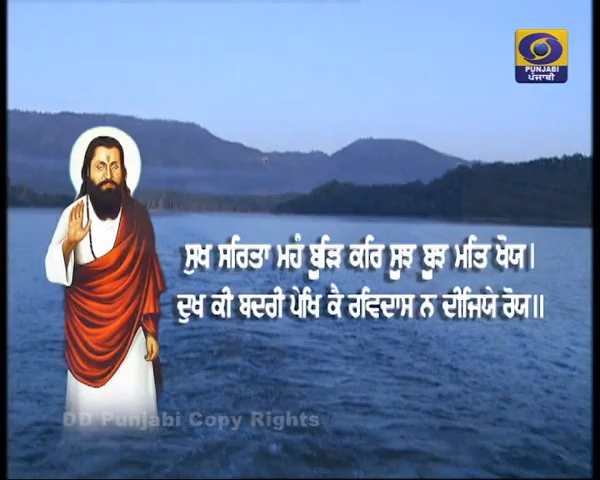 PUNJABI
ਪੰਜਾਬੀ
ਸੁਖ ਸਰਿਤਾ ਮਹੰ ਬੂੜਿ ਕਰਿ ਸੂਝ ਬੂਝ ਮਤਿ ਖੋਯ।
ਦੁਖ ਕੀ ਬਦਰੀ ਪੇਖਿ ਕੈ ਰਵਿਦਾਸ ਨ ਦੀਜਿਯੇ ਰੋਯ॥
DD Punjabi Copy Rights